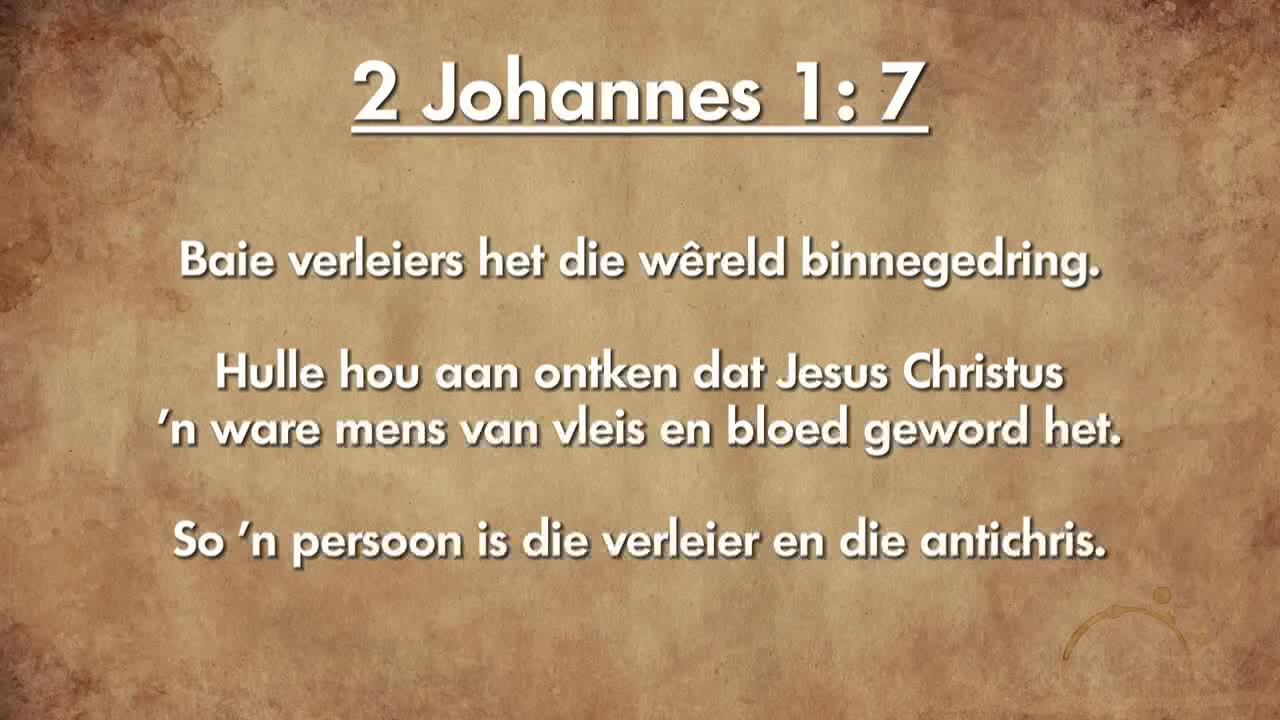 2 Johannes 1: 7
Baie verleiers het die wêreld binnegedring.
Hulle hou aan ontken dat Jesus Christus
’n ware mens van vleis en bloed geword het.
So ’n persoon is die verleier en die antichris.